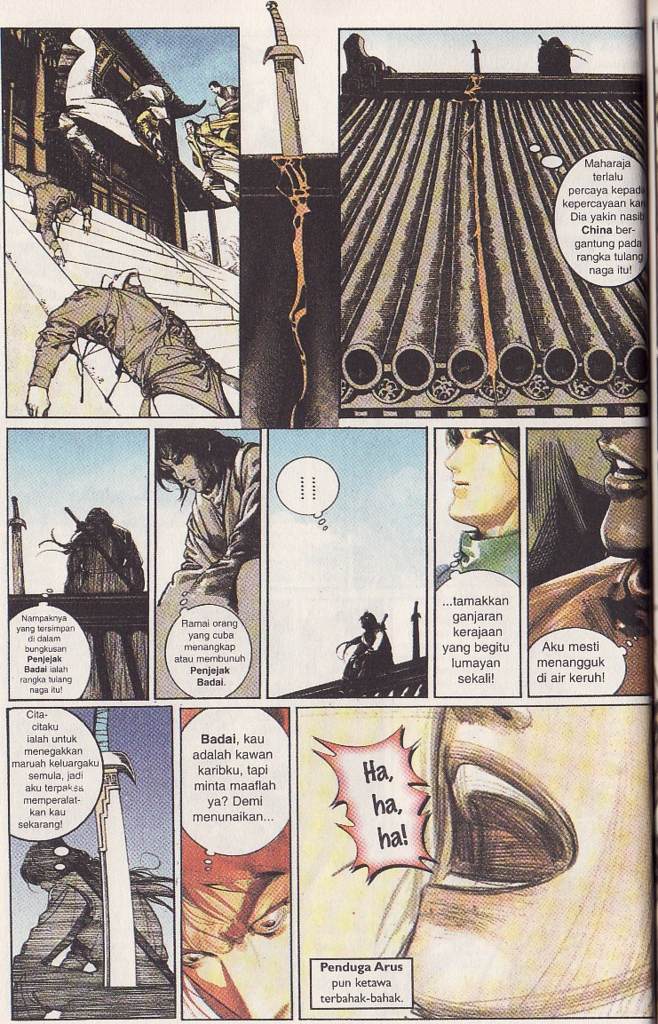 Maharaja
terlalu
percaya kepada
kepercayaan
Dia yakin nasib
China ber-
gantung pada
rangka tulang
naga itu!
Nampaknya
yang tersimpan
di dalam
bungkusan
Penjejak
Badai ialah
rangka tulang
naga itu!
Ramai orang
yang cuba
menangkap
atau membunuh
Penjejak
Badai.
...tamakkan
ganjaran
kerajaan
yang begitu
lumayan
sekali!
Aku mesti
menangguk
di air keruh!
Cita-
citaku
ialah untuk
menegakkan
maruah keluargaku
semula, jadi
aku terpaksa
memperalat-
kan kau
sekarang!
Badai, kau
adalah kawan
karibku, tapi
minta maaflah
ya? Demi
menunaikan...
Ha,
ha,
ha!
Penduga Arus
pun ketawa
terbahak-bahak.